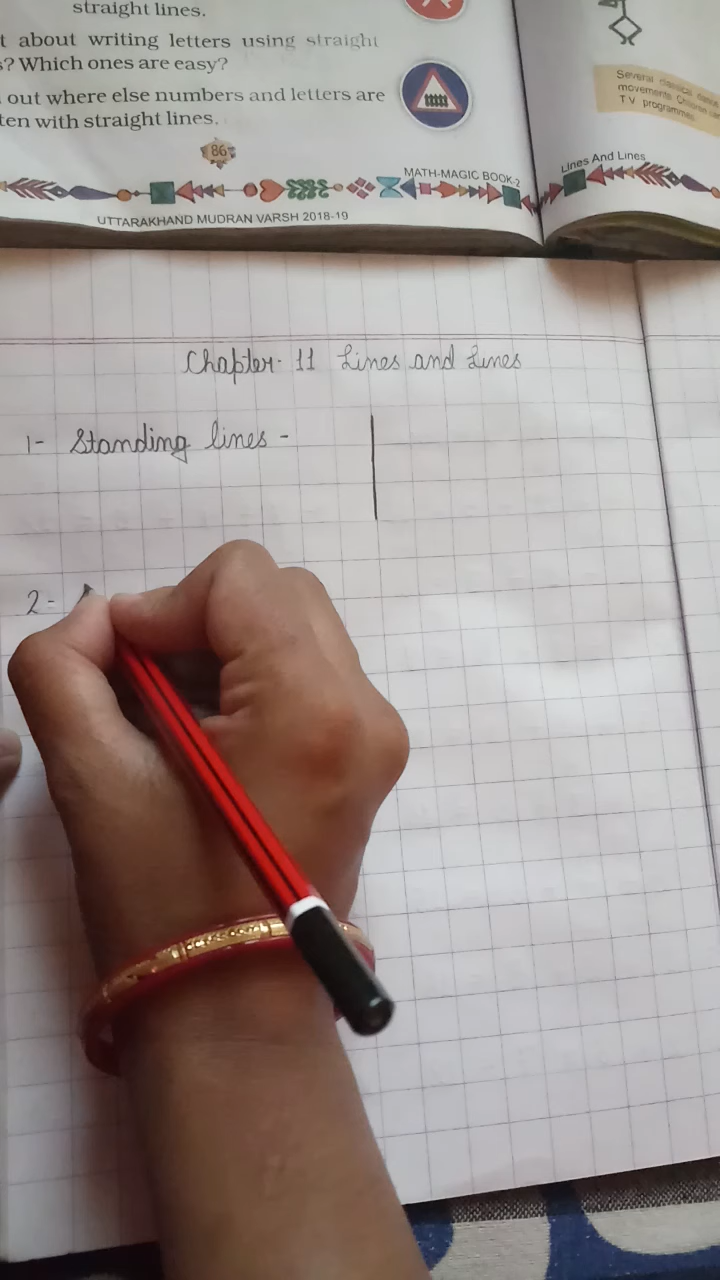 straight lines.
t about writing letters using straight
s? Which ones are easy?
out where else numbers and letters are
ten with straight lines.
86
MATH-MAGIC BOOK-2
UTTARAKHAND MUDRAN VARSH 2018-19
Several classical dance
movements
T.V programmes
Lines And Lines
Chapter- 11 Lines and Lines
1- Standing lines -
2-